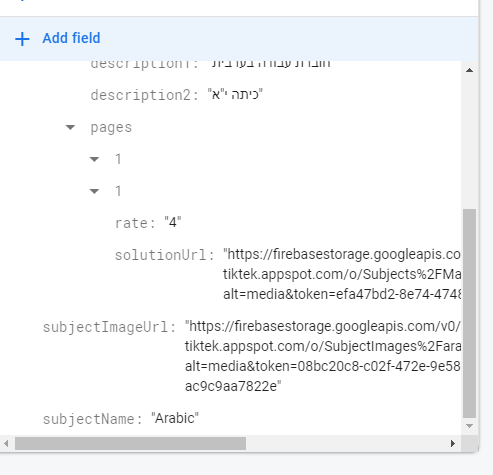 + Add field
description1: "חוברת עבודה בערבית
description2: "כיתה י"א"
pages
1
1
rate: "4"
solutionUrl: "https://firebasestorage.googleapis.co
tiktek.appspot.com/o/Subjects%2FMa
alt=media&token=efa47bd2-8e74-4748
subjectImageUrl: "https://firebasestorage.googleapis.com/v0/
tiktek.appspot.com/o/SubjectImages%2Fara
alt=media&token=08bc20c8-c02f-472e-9e58
ac9c9aa7822e"
subjectName: "Arabic"